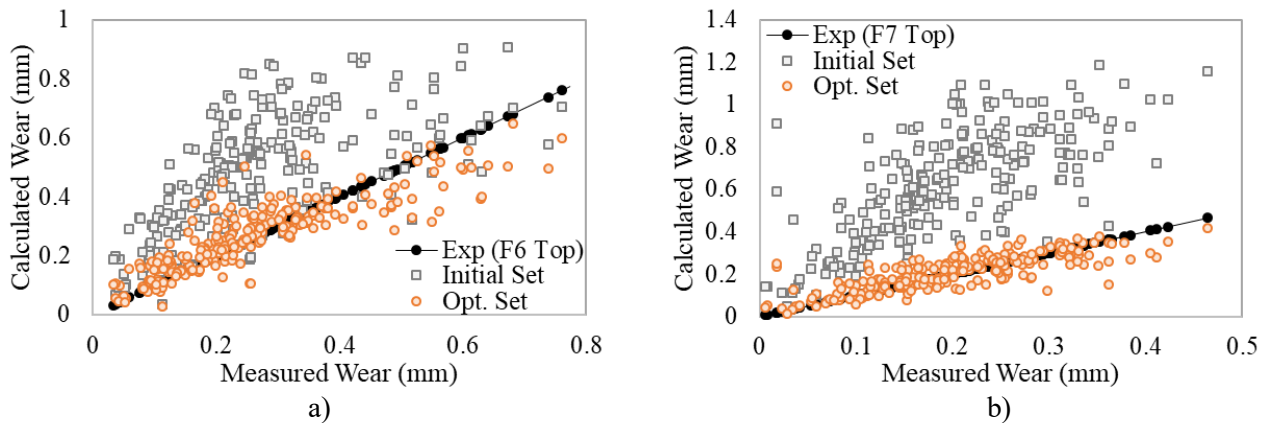 1
0.8
0.6
0.4
0.2
0
Calculated Wear (mm)
Exp (F6 Top)
Initial Set
Opt. Set
0 0.2 0.4 0.6 0.8
Measured Wear (mm)
a)
1.4
1.2
1
0.8
0.6
0.4
0.2
0
Calculated Wear (mm)
Exp (F7 Top)
Initial Set
Opt. Set
0 0.1 0.2 0.3 0.4 0.5
Measured Wear (mm)
b)